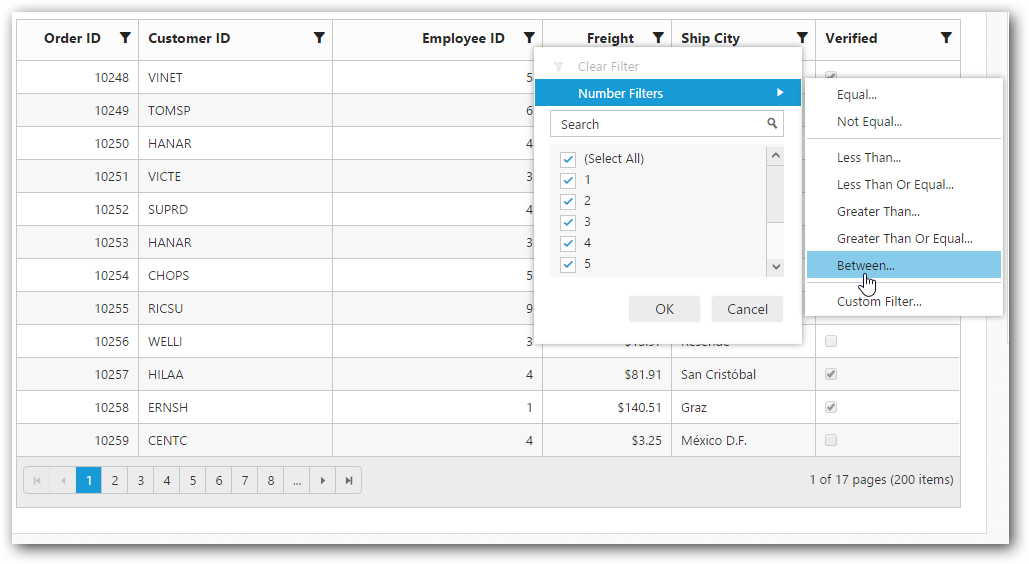 Order ID Customer ID Employee ID Freight Ship City Verified
10248 VINET 5
10249 TOMSP 6
10250 HANAR 4
10251 VICTE 3
10252 SUPRD 4
10253 HANAR 3
10254 CHOPS 5
10255 RICSU 9
10256 WELLI 3
10257 HILAA 4 $81.91 San Cristóbal
10258 ERNSH 1 $140.51 Graz
10259 CENTC 4 $3.25 México D.F.
Clear Filter
Number Filters
Search
(Select All)
1
2
3
4
5
OK Cancel
Equal...
Not Equal...
Less Than...
Less Than Or Equal...
Greater Than...
Greater Than Or Equal...
Between...
Custom Filter...
1 2 3 4 5 6 7 8 ... 1 of 17 pages (200 items)